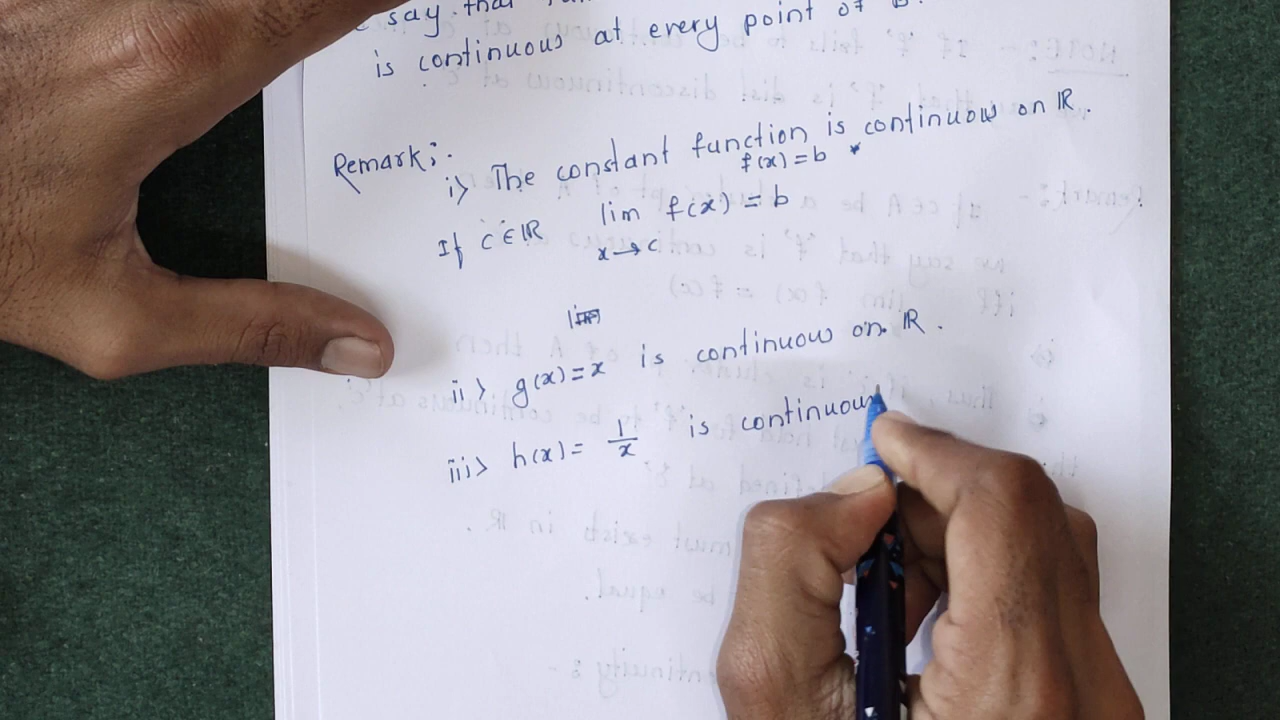 say that
is continuous at every point of B.
Remark:-
i> The constant function is continuous on ℝ.
f(x) = b
If c ∈ ℝ lim f(x) = b
x → c
ii> g(x) = x is continuous on ℝ.
iii> h(x) = 1/x is continuous